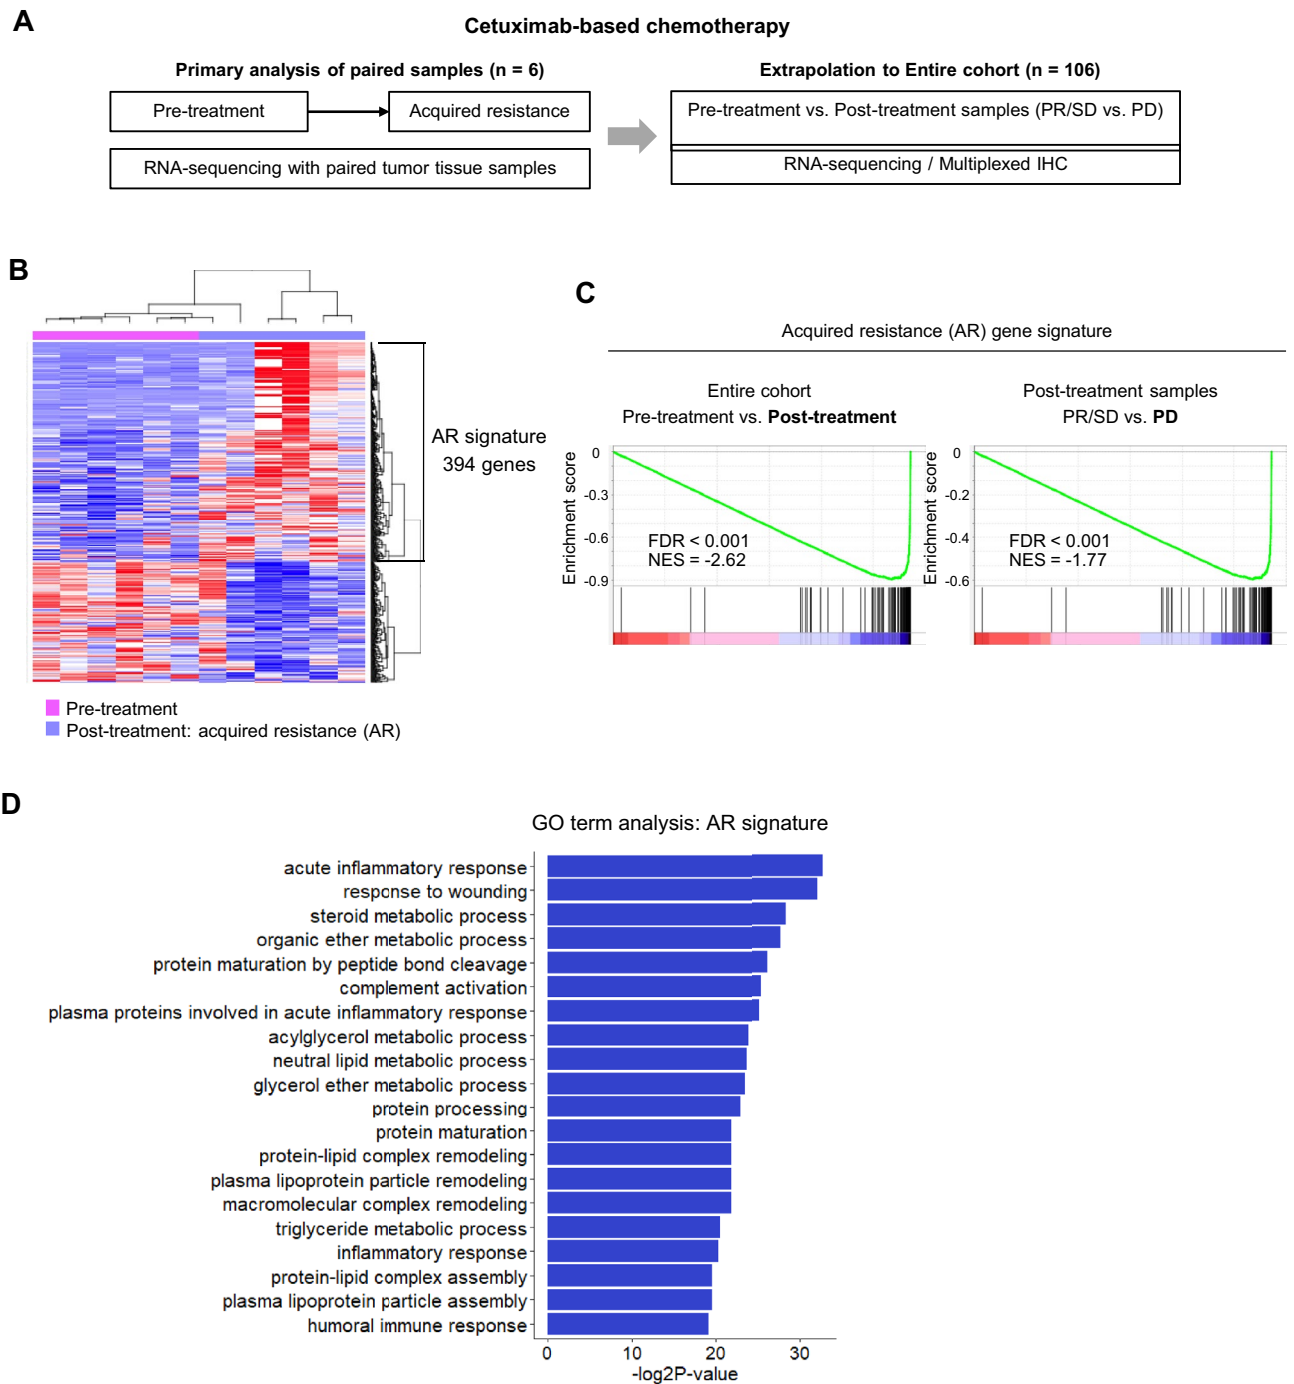 A
Cetuximab-based chemotherapy
Primary analysis of paired samples (n = 6)
Extrapolation to Entire cohort (n = 106)
Pre-treatment
Acquired resistance
Pre-treatment vs. Post-treatment samples (PR/SD vs. PD)
RNA-sequencing with paired tumor tissue samples
RNA-sequencing / Multiplexed IHC
B
AR signature
394 genes
Pre-treatment
Post-treatment: acquired resistance (AR)
C
Acquired resistance (AR) gene signature
Entire cohort
Pre-treatment vs. Post-treatment
Enrichment score
0
-0.3
-0.6
-0.9
FDR < 0.001
NES = -2.62
Post-treatment samples
PR/SD vs. PD
Enrichment score
0
-0.2
-0.4
-0.6
FDR < 0.001
NES = -1.77
D
GO term analysis: AR signature
acute inflammatory response
response to wounding
steroid metabolic process
organic ether metabolic process
protein maturation by peptide bond cleavage
complement activation
plasma proteins involved in acute inflammatory response
acylglycerol metabolic process
neutral lipid metabolic process
glycerol ether metabolic process
protein processing
protein maturation
protein-lipid complex remodeling
plasma lipoprotein particle remodeling
macromolecular complex remodeling
triglyceride metabolic process
inflammatory response
protein-lipid complex assembly
plasma lipoprotein particle assembly
humoral immune response
0 10 20 30
-log2P-value